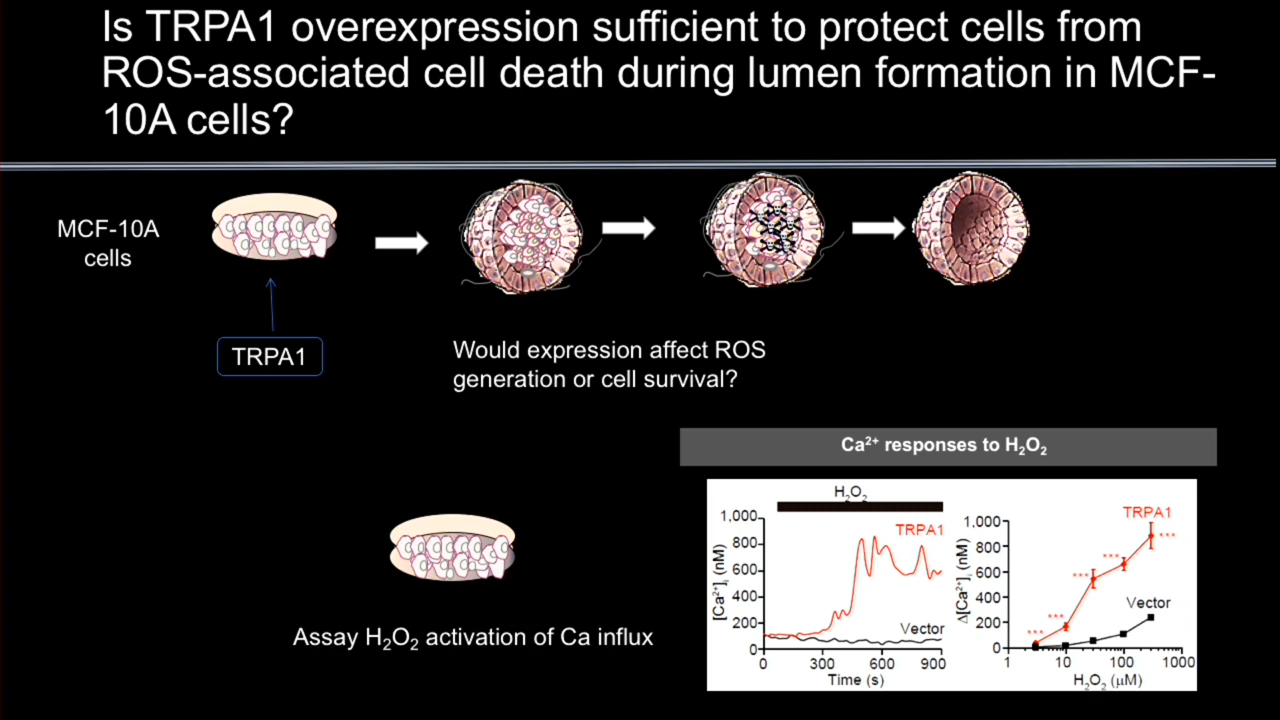 Is TRPA1 overexpression sufficient to protect cells from
ROS-associated cell death during lumen formation in MCF-
10A cells?
MCF-10A
cells
TRPA1
Would expression affect ROS
generation or cell survival?
Ca²⁺ responses to H₂O₂
H₂O₂
1,000
800
600
400
200
0
[Ca²⁺]ᵢ (nM)
TRPA1
Vector
0 300 600 900
Time (s)
1,000
800
600
400
200
0
Δ[Ca²⁺]ᵢ (nM)
TRPA1
***
***
***
***
***
Vector
1 10 100 1000
H₂O₂ (μM)
Assay H₂O₂ activation of Ca influx